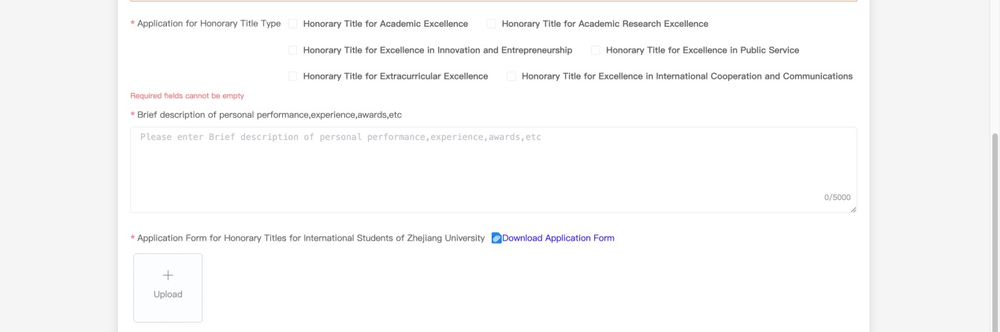 * Application for Honorary Title Type Honorary Title for Academic Excellence Honorary Title for Academic Research Excellence
Honorary Title for Excellence in Innovation and Entrepreneurship Honorary Title for Excellence in Public Service
Honorary Title for Extracurricular Excellence Honorary Title for Excellence in International Cooperation and Communications
Required fields cannot be empty
* Brief description of personal performance,experience,awards,etc
Please enter Brief description of personal performance,experience,awards,etc
0/5000
* Application Form for Honorary Titles for International Students of Zhejiang University Download Application Form
Upload